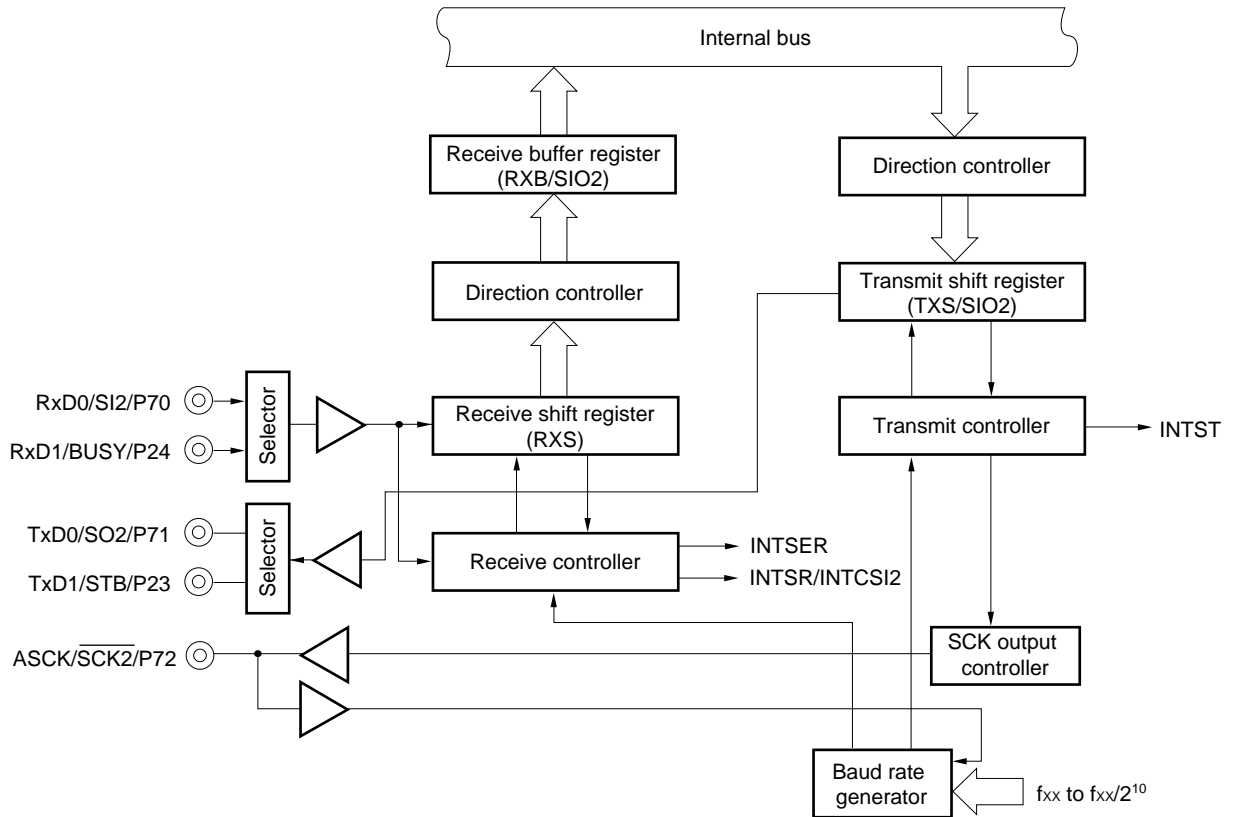 Internal bus
Receive buffer register
(RXB/SIO2)
Direction controller
Direction controller
Transmit shift register
(TXS/SIO2)
RxD0/SI2/P70
RxD1/BUSY/P24
Selector
Receive shift register
(RXS)
Transmit controller
INTST
TxD0/SO2/P71
TxD1/STB/P23
Selector
Receive controller
INTSER
INTSR/INTCSI2
ASCK/S̅C̅K̅2̅/P72
SCK output
controller
Baud rate
generator
fxx to fxx/2¹⁰